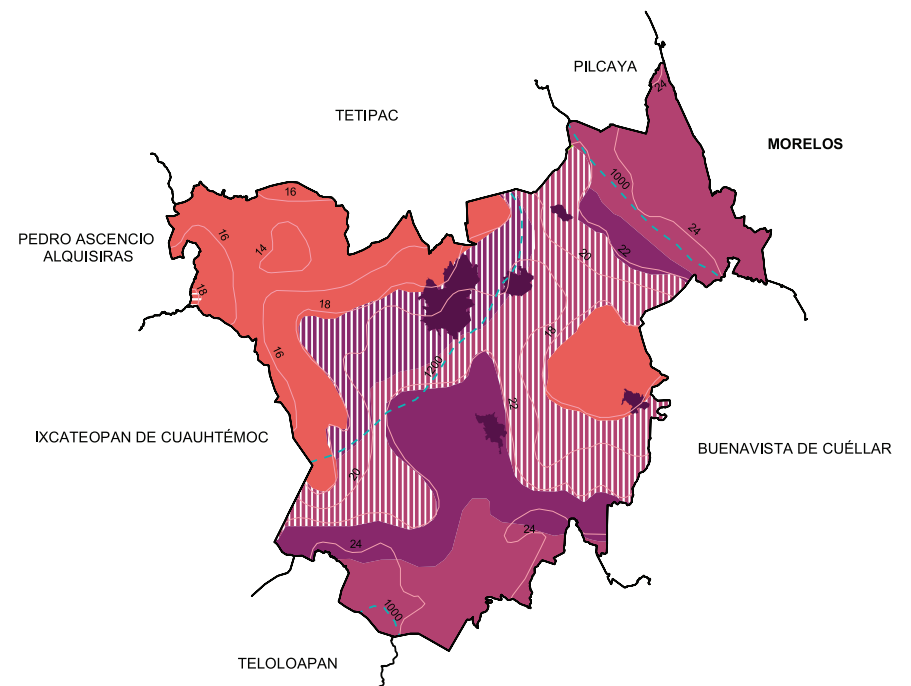 PILCAYA
24
TETIPAC
MORELOS
1000
16
PEDRO ASCENCIO
ALQUISIRAS
16
14
24
22
20
18
18
18
16
1200
22
IXCATEOPAN DE CUAUHTÉMOC
BUENAVISTA DE CUÉLLAR
20
24
24
1000
TELOLOAPAN